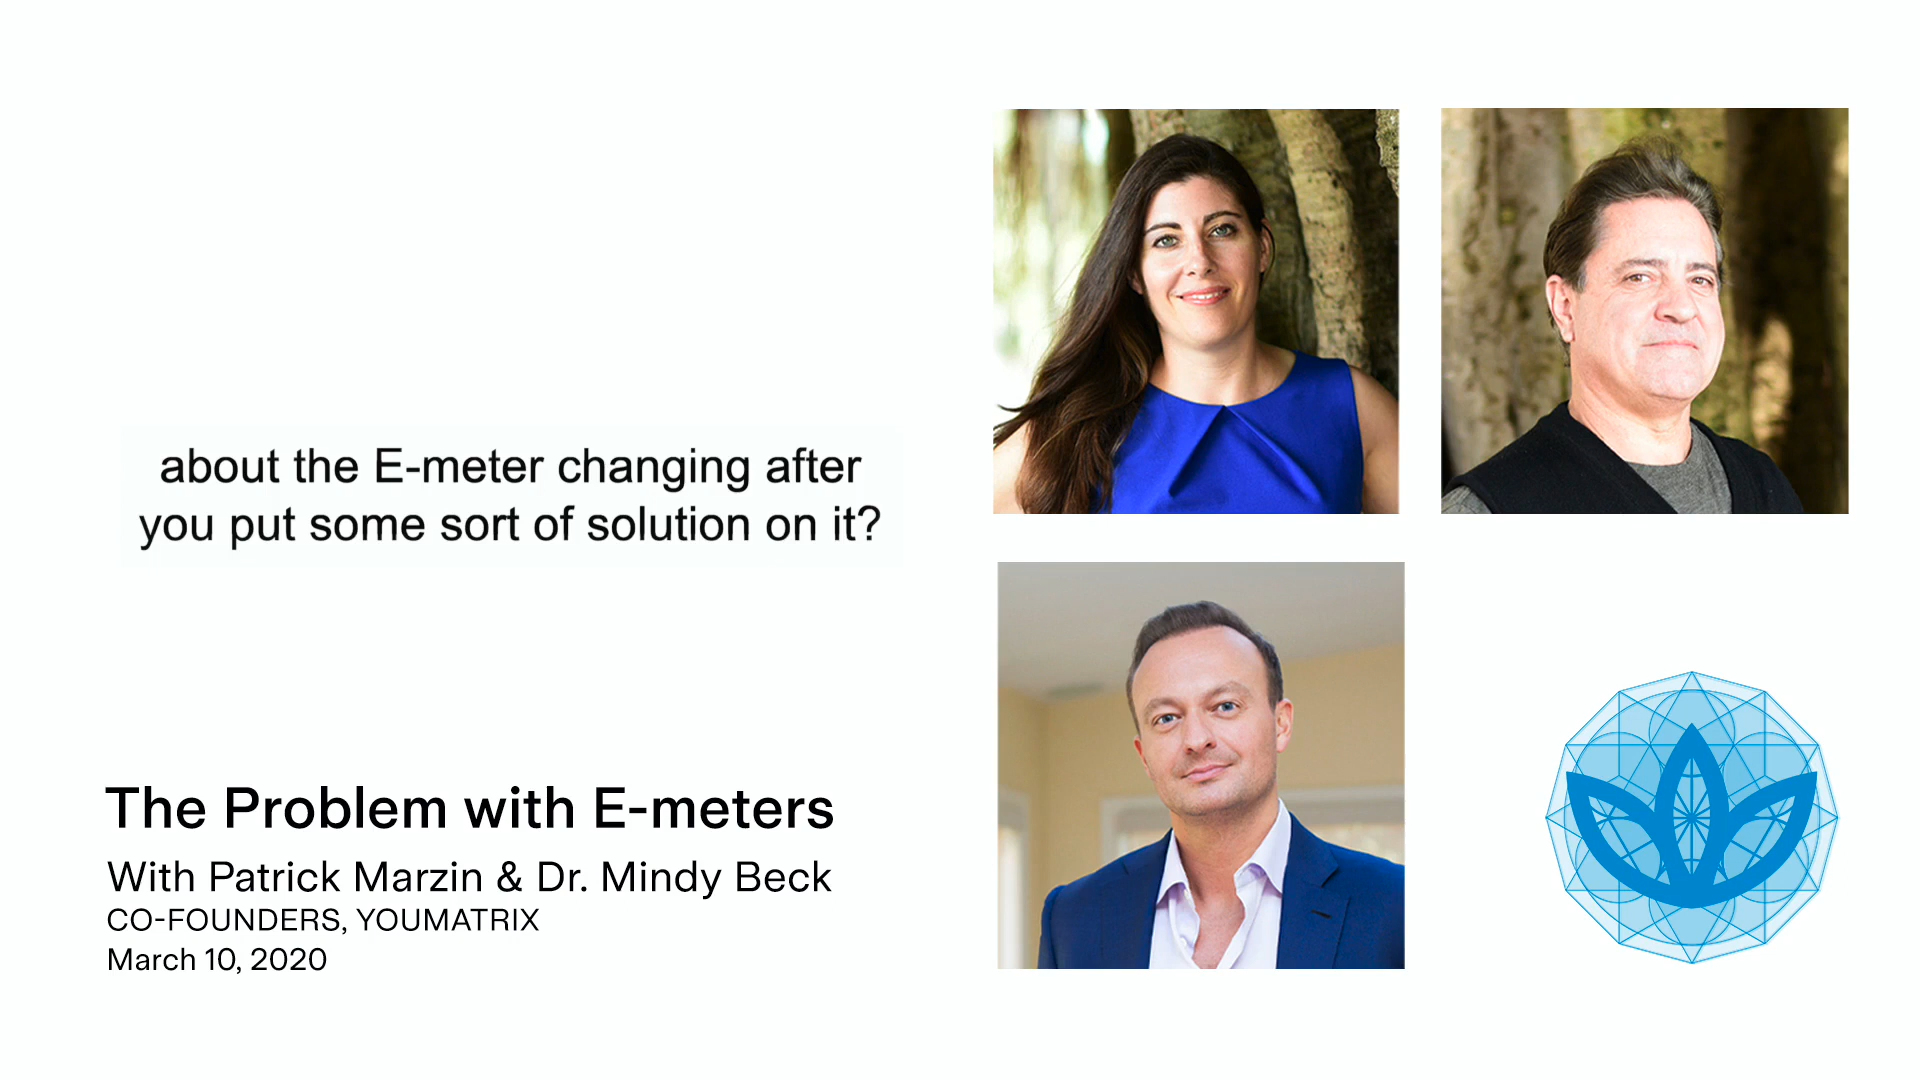 about the E-meter changing after
you put some sort of solution on it?
The Problem with E-meters
With Patrick Marzin & Dr. Mindy Beck
CO-FOUNDERS, YOUMATRIX
March 10, 2020